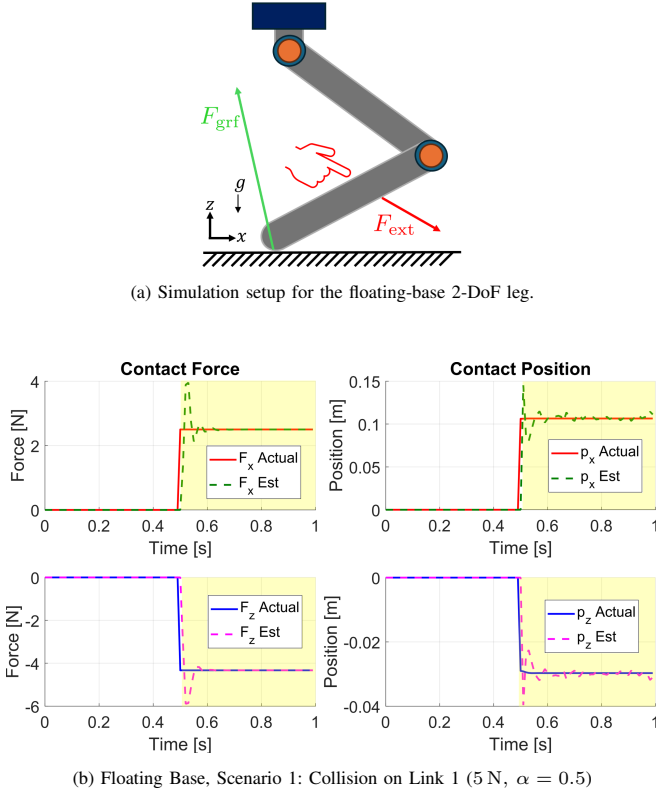 F_grf
g
z
x
F_ext
(a) Simulation setup for the floating-base 2-DoF leg.
Contact Force
Force [N]
4
2
0
F_x Actual
F_x Est
0 0.2 0.4 0.6 0.8 1
Time [s]
Contact Position
Position [m]
0.15
0.1
0.05
0
p_x Actual
p_x Est
0 0.2 0.4 0.6 0.8 1
Time [s]
Force [N]
0
-2
-4
-6
F_z Actual
F_z Est
0 0.2 0.4 0.6 0.8 1
Time [s]
Position [m]
0
-0.02
-0.04
p_z Actual
p_z Est
0 0.2 0.4 0.6 0.8 1
Time [s]
(b) Floating Base, Scenario 1: Collision on Link 1 (5 N, α = 0.5)